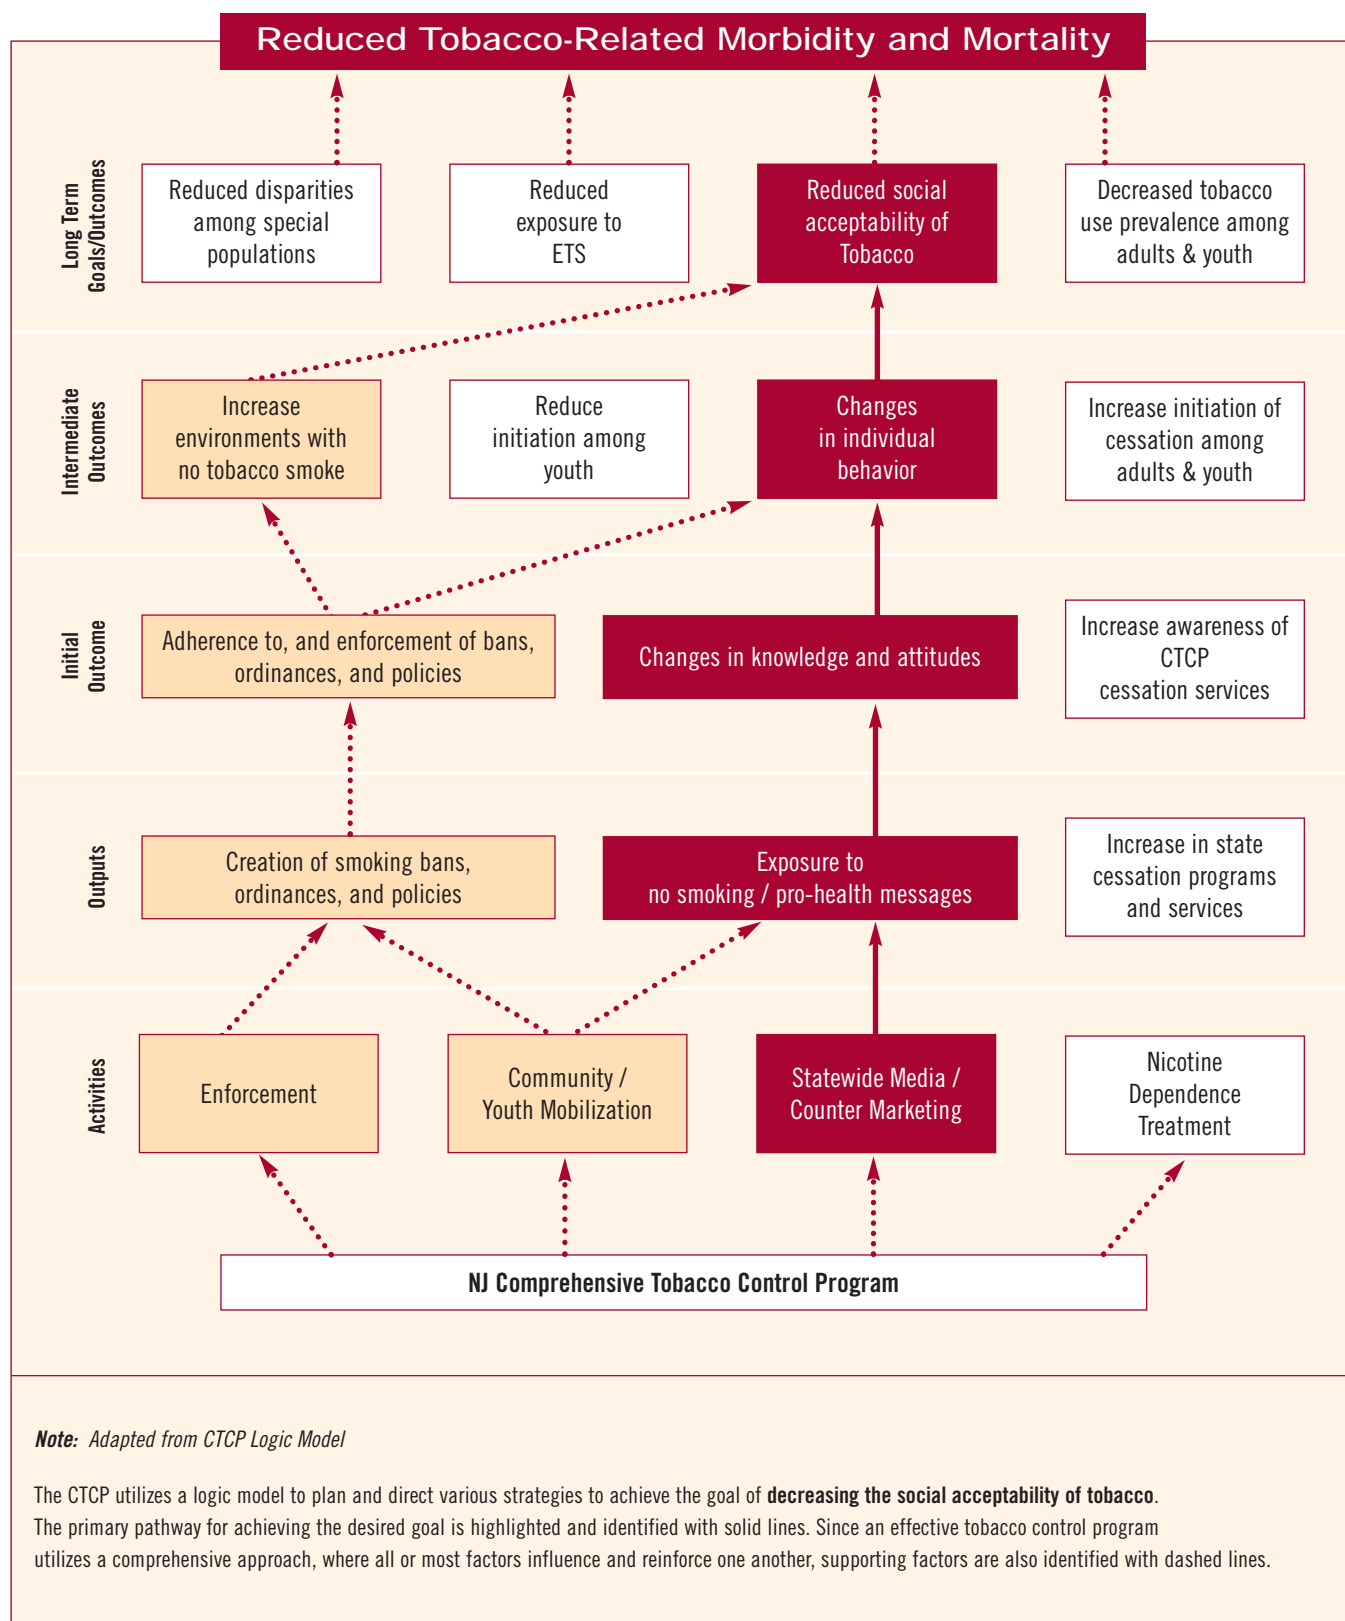 Reduced Tobacco-Related Morbidity and Mortality
Long Term
Goals/Outcomes
Reduced disparities
among special
populations
Reduced
exposure to
ETS
Reduced social
acceptability of
Tobacco
Decreased tobacco
use prevalence among
adults & youth
Intermediate
Outcomes
Increase
environments with
no tobacco smoke
Reduce
initiation among
youth
Changes
in individual
behavior
Increase initiation of
cessation among
adults & youth
Initial
Outcome
Adherence to, and enforcement of bans,
ordinances, and policies
Changes in knowledge and attitudes
Increase awareness of
CTCP
cessation services
Outputs
Creation of smoking bans,
ordinances, and policies
Exposure to
no smoking / pro-health messages
Increase in state
cessation programs
and services
Activities
Enforcement
Community /
Youth Mobilization
Statewide Media /
Counter Marketing
Nicotine
Dependence
Treatment
NJ Comprehensive Tobacco Control Program
Note: Adapted from CTCP Logic Model
The CTCP utilizes a logic model to plan and direct various strategies to achieve the goal of decreasing the social acceptability of tobacco.
The primary pathway for achieving the desired goal is highlighted and identified with solid lines. Since an effective tobacco control program
utilizes a comprehensive approach, where all or most factors influence and reinforce one another, supporting factors are also identified with dashed lines.